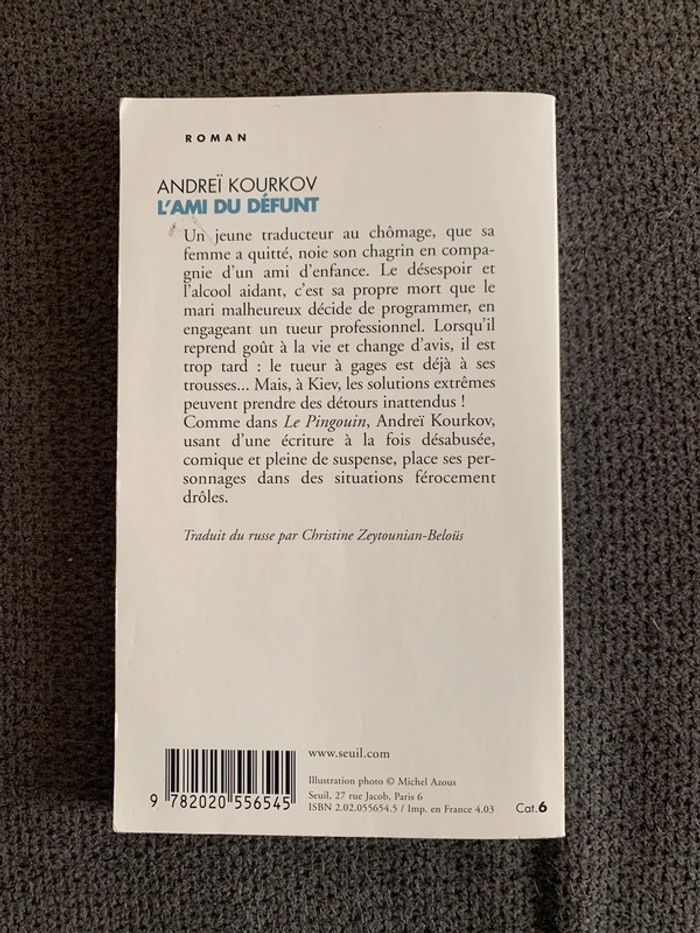 ROMAN
ANDREÏ KOURKOV
L'AMI DU DÉFUNT
Un jeune traducteur au chômage, que sa
femme a quitté, noie son chagrin en compa-
gnie d'un ami d'enfance. Le désespoir et
l'alcool aidant, c'est sa propre mort que le
mari malheureux décide de programmer, en
engageant un tueur professionnel. Lorsqu'il
reprend goût à la vie et change d'avis, il est
trop tard : le tueur à gages est déjà à ses
trousses... Mais, à Kiev, les solutions extrêmes
peuvent prendre des détours inattendus !
Comme dans Le Pingouin, Andreï Kourkov,
usant d'une écriture à la fois désabusée,
comique et pleine de suspense, place ses per-
sonnages dans des situations férocement
drôles.
Traduit du russe par Christine Zeytounian-Beloüs
www.seuil.com
Illustration photo © Michel Azous
Seuil, 27 rue Jacob, Paris 6
ISBN 2.02.055654.5 / Imp. en France 4.03
9 782020 556545
Cat.6